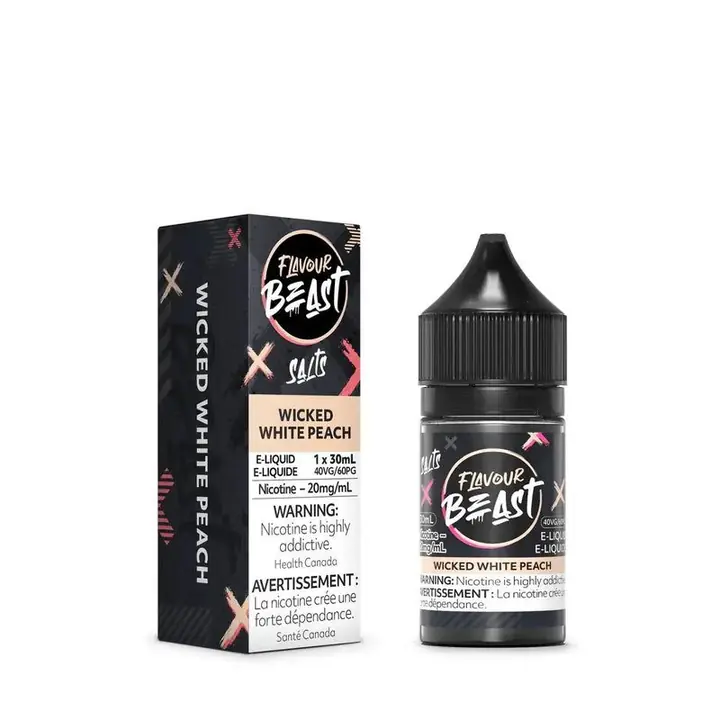 WICKED WHITE PEACH
FLAVOUR
BEAST
SALTS
WICKED
WHITE PEACH
E-LIQUID 1 x 30mL
E-LIQUIDE 40VG/60PG
Nicotine – 20mg/mL
WARNING:
Nicotine is highly
addictive.
Health Canada
AVERTISSEMENT :
La nicotine crée une
forte dépendance.
Santé Canada
SALTS
FLAVOUR
BEAST
E-LIQUID
E-LIQUIDE
WICKED WHITE PEACH
WARNING: Nicotine is highly
AVERTISSEMENT : La nicotine crée
forte dépendance.